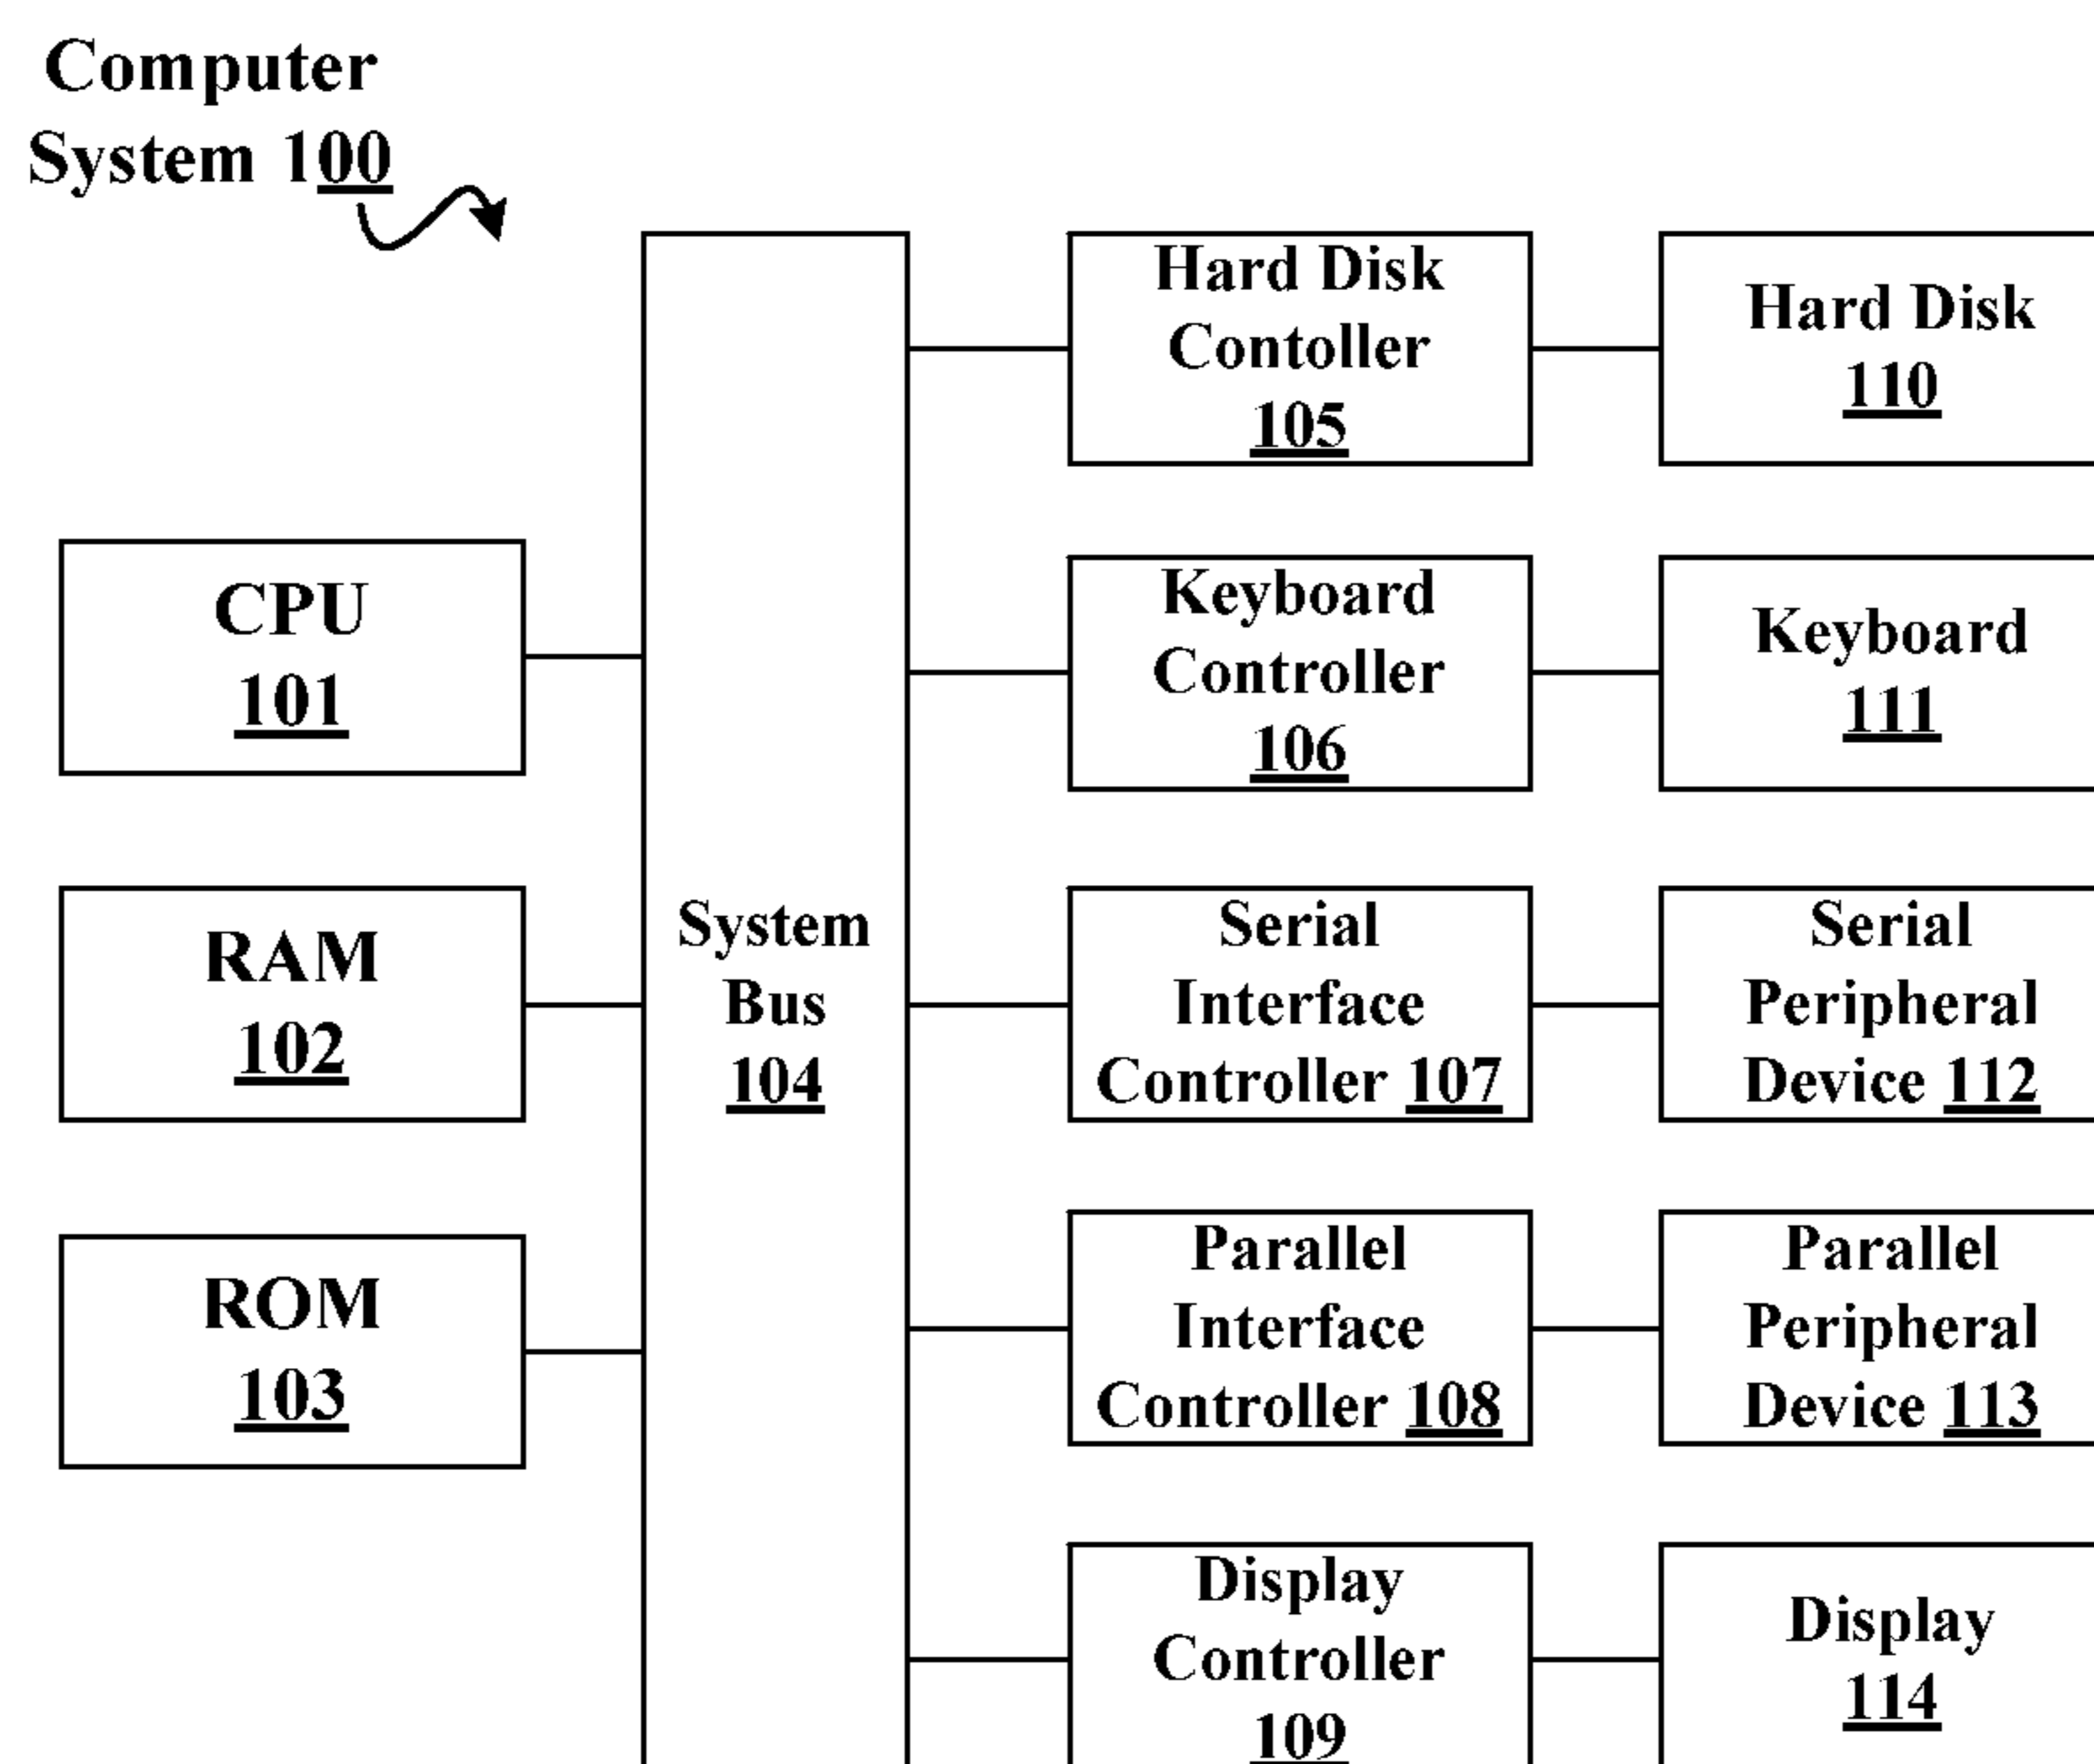 Computer
System 100
Hard Disk
Contoller
105
Hard Disk
110
CPU
101
Keyboard
Controller
106
Keyboard
111
RAM
102
System
Bus
104
Serial
Interface
Controller 107
Serial
Peripheral
Device 112
ROM
103
Parallel
Interface
Controller 108
Parallel
Peripheral
Device 113
Display
Controller
109
Display
114